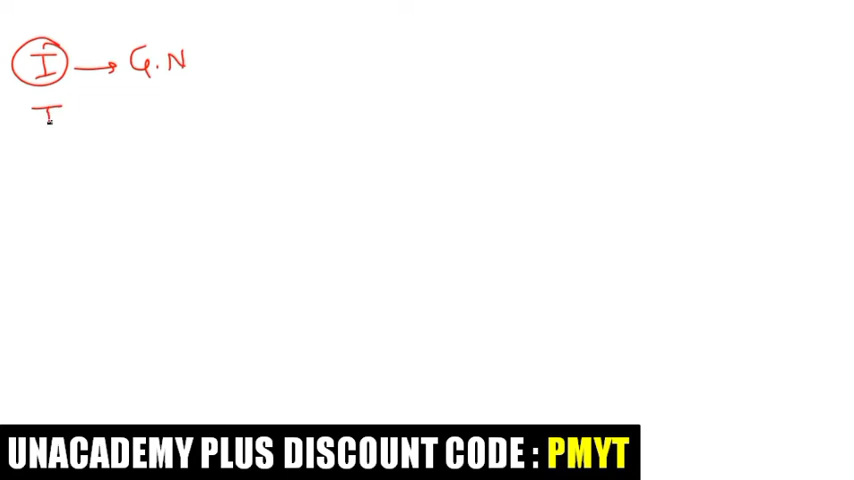 I → G.N
I
UNACADEMY PLUS DISCOUNT CODE : PMYT